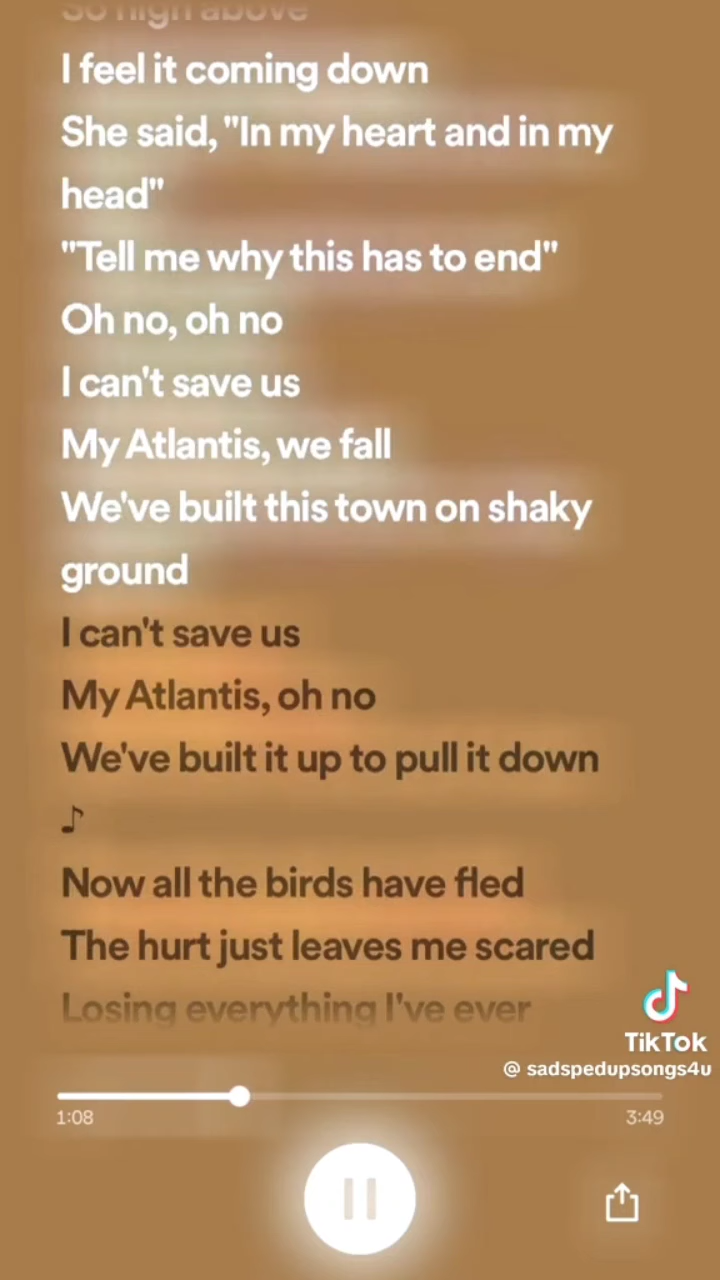 So high above
I feel it coming down
She said, "In my heart and in my
head"
"Tell me why this has to end"
Oh no, oh no
I can't save us
My Atlantis, we fall
We've built this town on shaky
ground
I can't save us
My Atlantis, oh no
We've built it up to pull it down
♪
Now all the birds have fled
The hurt just leaves me scared
Losing everything I've ever
TikTok
@ sadspedupsongs4u
1:08
3:49